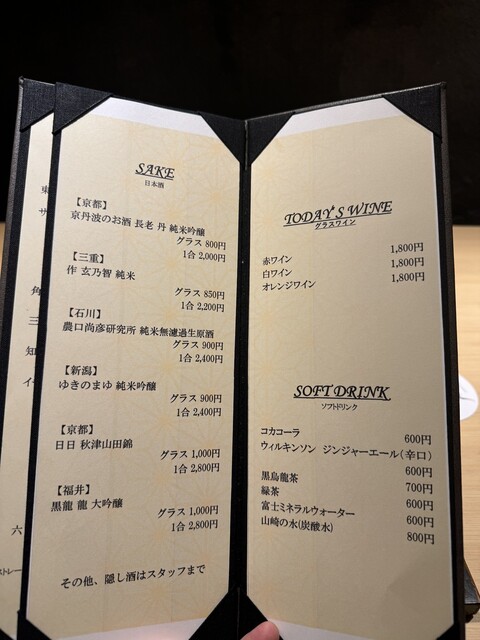 SAKE
日本酒
【京都】
京丹波のお酒 長老 丹 純米吟醸
グラス 800円
1合 2,000円
【三重】
作 玄乃智 純米
グラス 850円
1合 2,200円
【石川】
農口尚彦研究所 純米無濾過生原酒
グラス 900円
1合 2,400円
【新潟】
ゆきのまゆ 純米吟醸
グラス 900円
1合 2,400円
【京都】
日日 秋津山田錦
グラス 1,000円
1合 2,800円
【福井】
黒龍 龍 大吟醸
グラス 1,000円
1合 2,800円
その他、隠し酒はスタッフまで
TODAY'S WINE
グラスワイン
赤ワイン 1,800円
白ワイン 1,800円
オレンジワイン 1,800円
SOFT DRINK
ソフトドリンク
コカコーラ 600円
ウィルキンソン ジンジャーエール(辛口)
600円
黒烏龍茶 700円
緑茶 600円
富士ミネラルウォーター 600円
山崎の水(炭酸水) 800円
東
サ
角
三
知
イ
六
ストレー